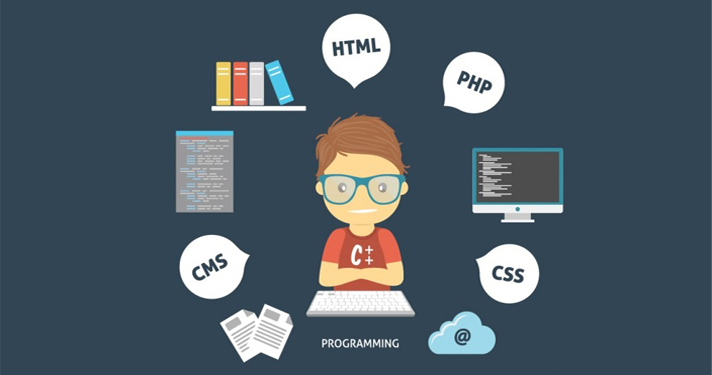 HTML
PHP
CMS
C++
CSS
@
PROGRAMMING